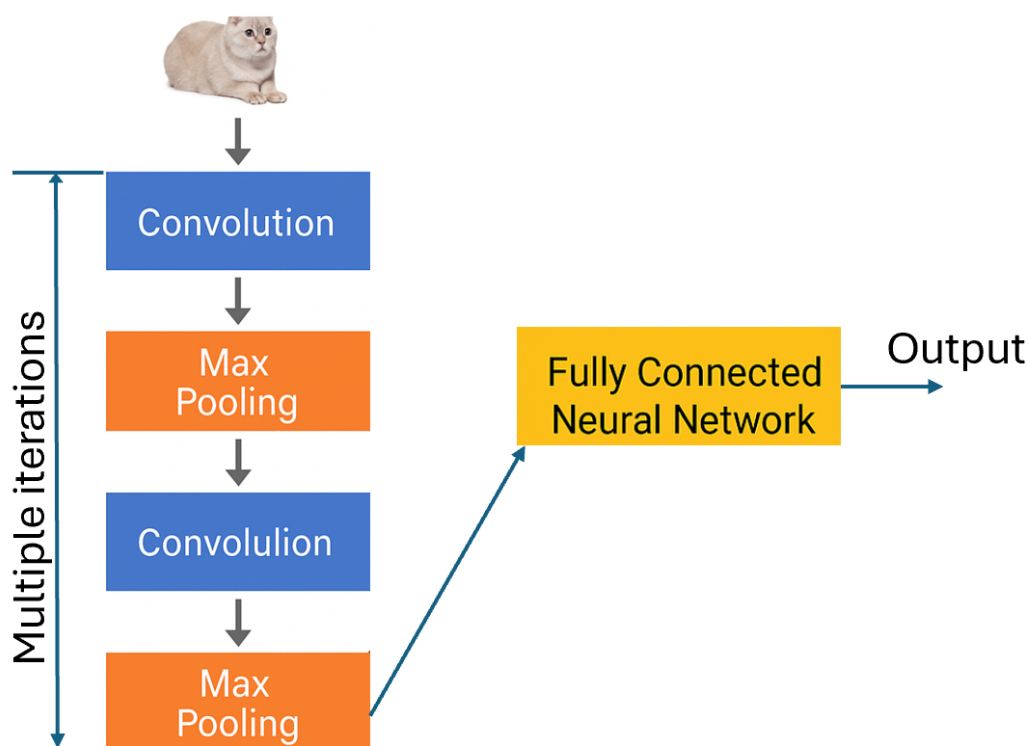 Convolution
Max
Pooling
Convolulion
Max
Pooling
Multiple iterations
Fully Connected
Neural Network
Output